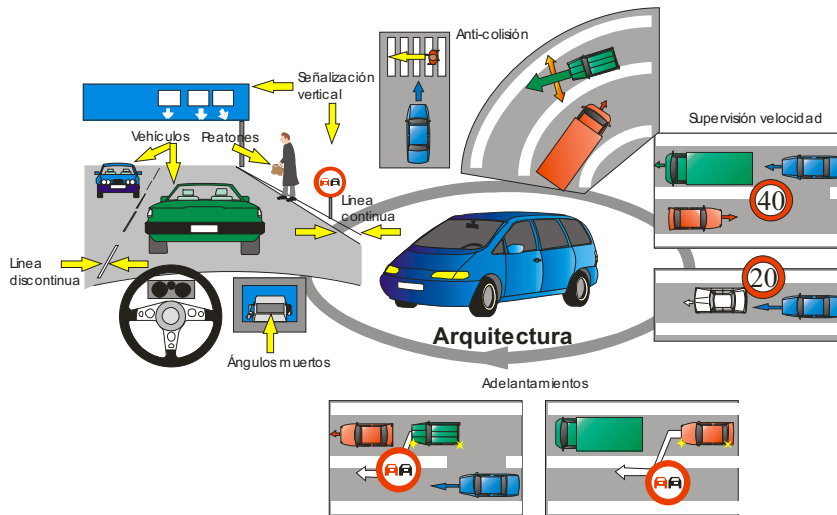 Anti-colisión
Señalización
vertical
Supervisión velocidad
Vehículos
Peatones
40
Línea
continua
Línea
discontinua
20
Arquitectura
Ángulos muertos
Adelantamientos